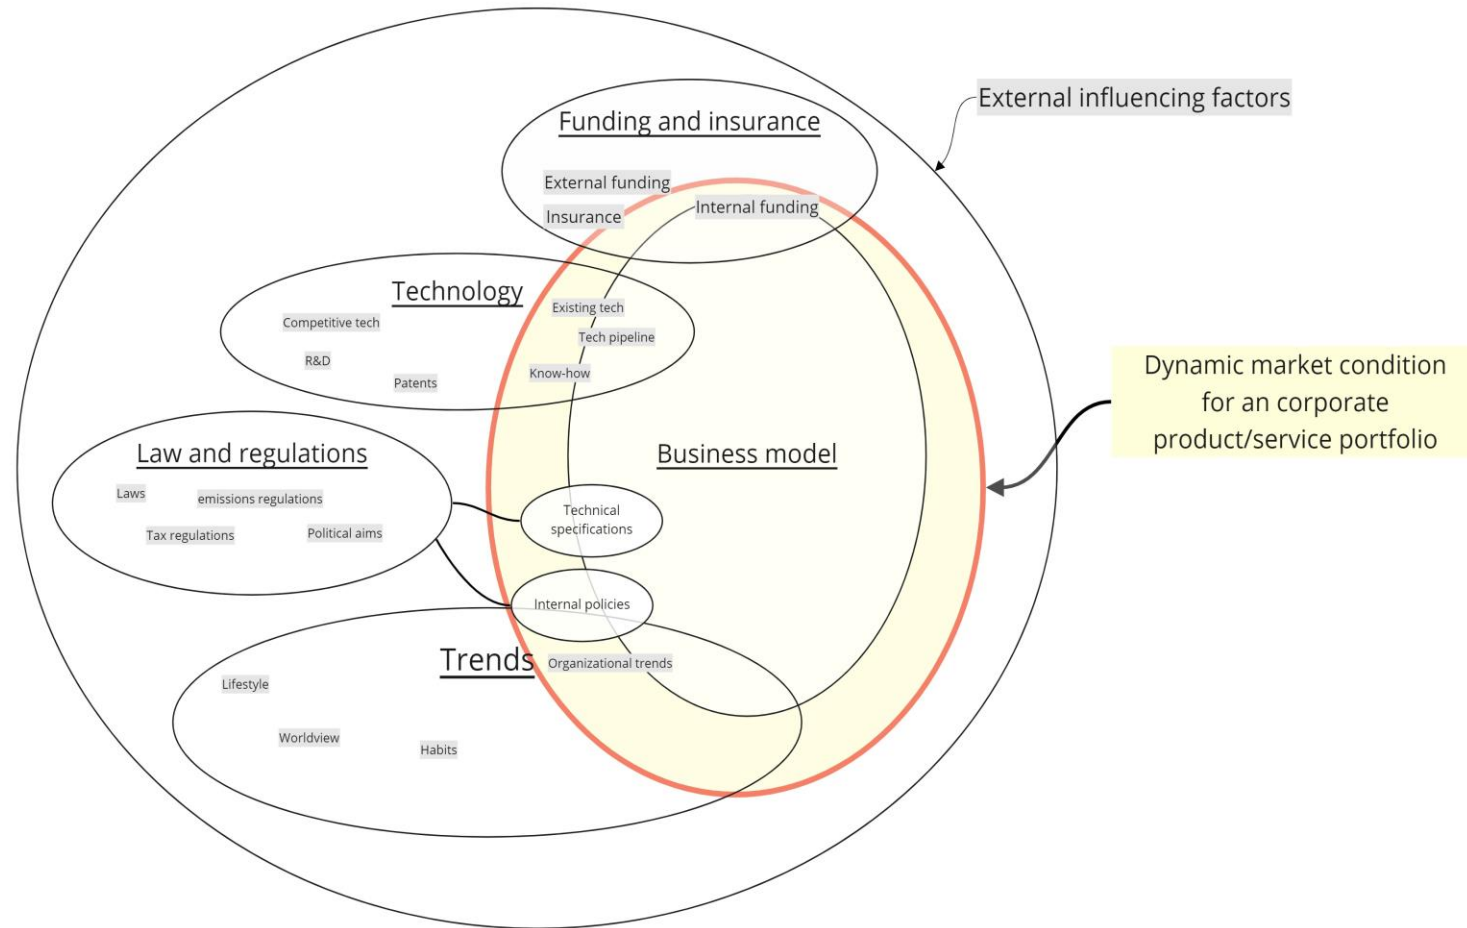 External influencing factors
Funding and insurance
External funding
Insurance
Internal funding
Technology
Competitive tech
R&D
Patents
Existing tech
Tech pipeline
Know-how
Dynamic market condition
for an corporate
product/service portfolio
Law and regulations
Laws
emissions regulations
Tax regulations
Political aims
Business model
Technical
specifications
Internal policies
Trends
Organizational trends
Lifestyle
Worldview
Habits